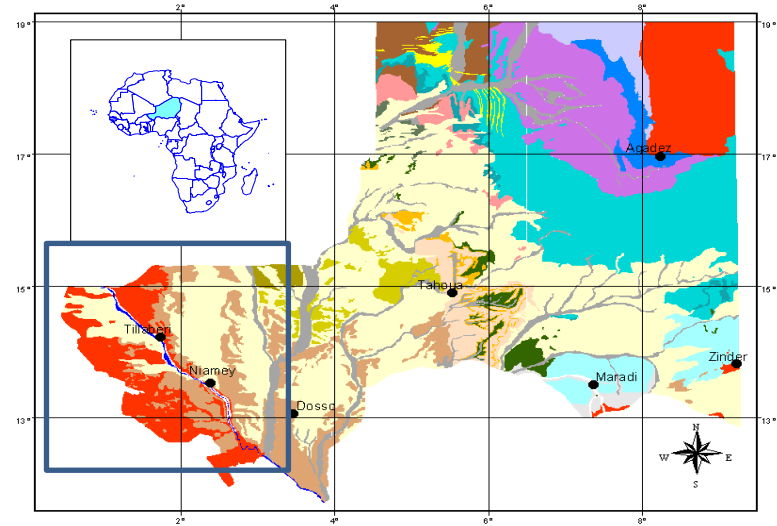 2° 4° 6° 8°
19° 19°
17° 17°
15° 15°
13° 13°
Agadez
Tahoua
Tillaberi
Niamey
Dosso
Maradi
Zinder
N
W E
S
2° 4° 6° 8°